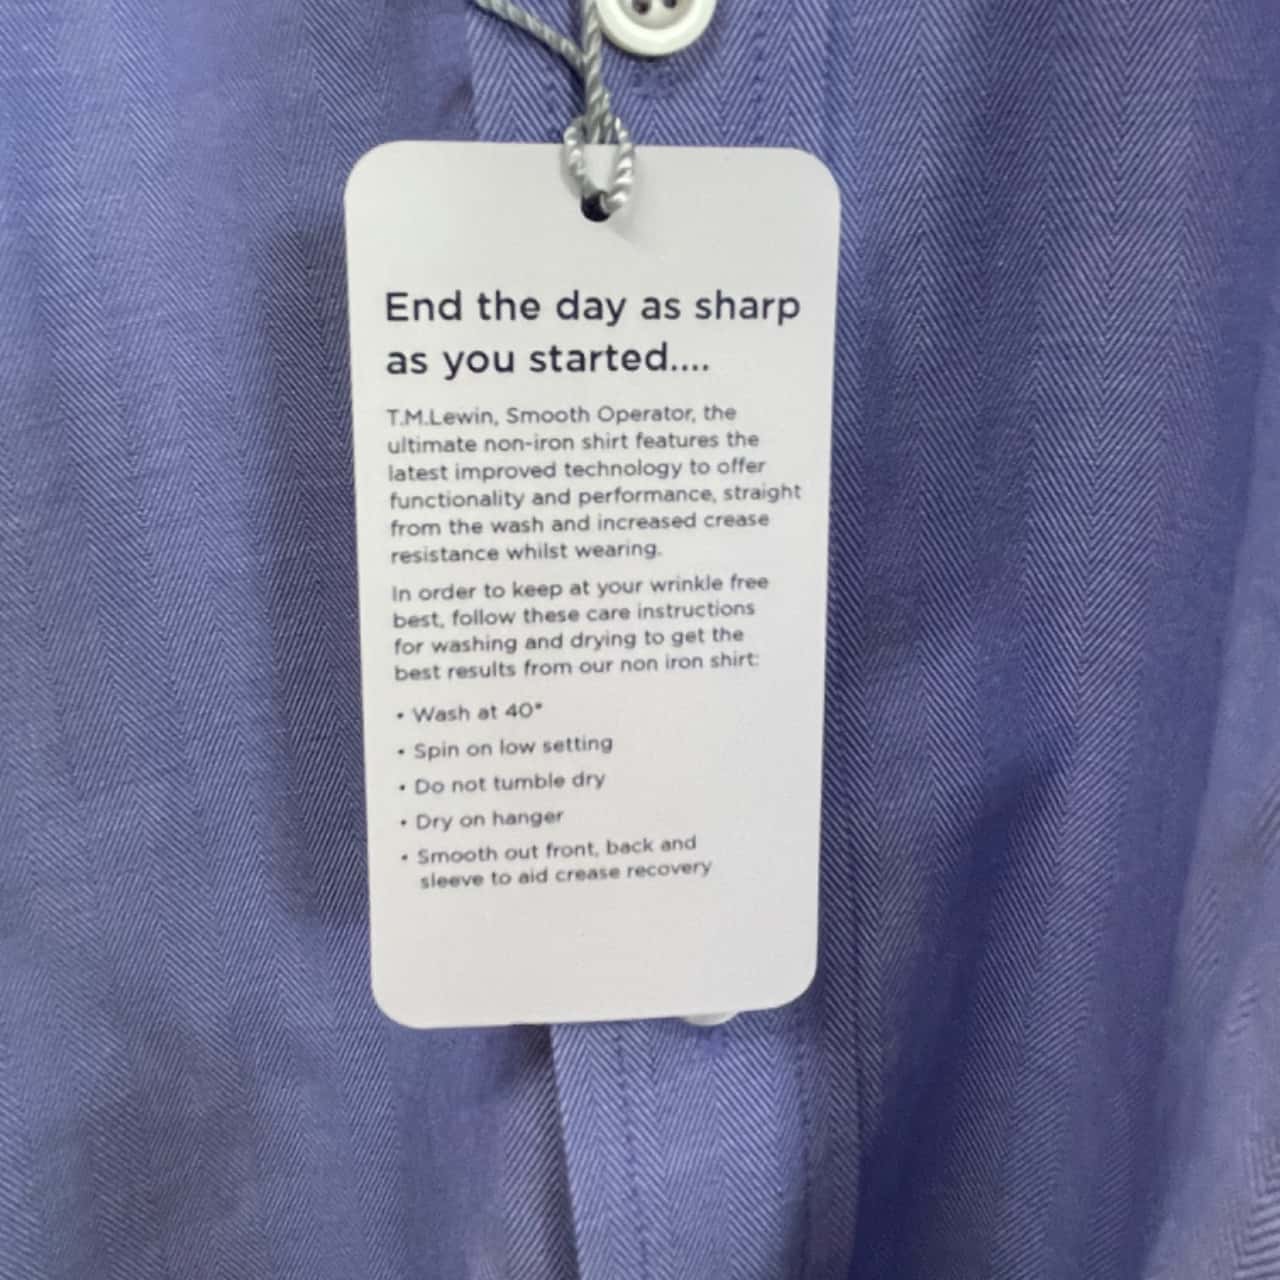 End the day as sharp
as you started....
T.M.Lewin, Smooth Operator, the
ultimate non-iron shirt features the
latest improved technology to offer
functionality and performance, straight
from the wash and increased crease
resistance whilst wearing.
In order to keep at your wrinkle free
best, follow these care instructions
for washing and drying to get the
best results from our non iron shirt:
• Wash at 40°
• Spin on low setting
• Do not tumble dry
• Dry on hanger
• Smooth out front, back and
sleeve to aid crease recovery